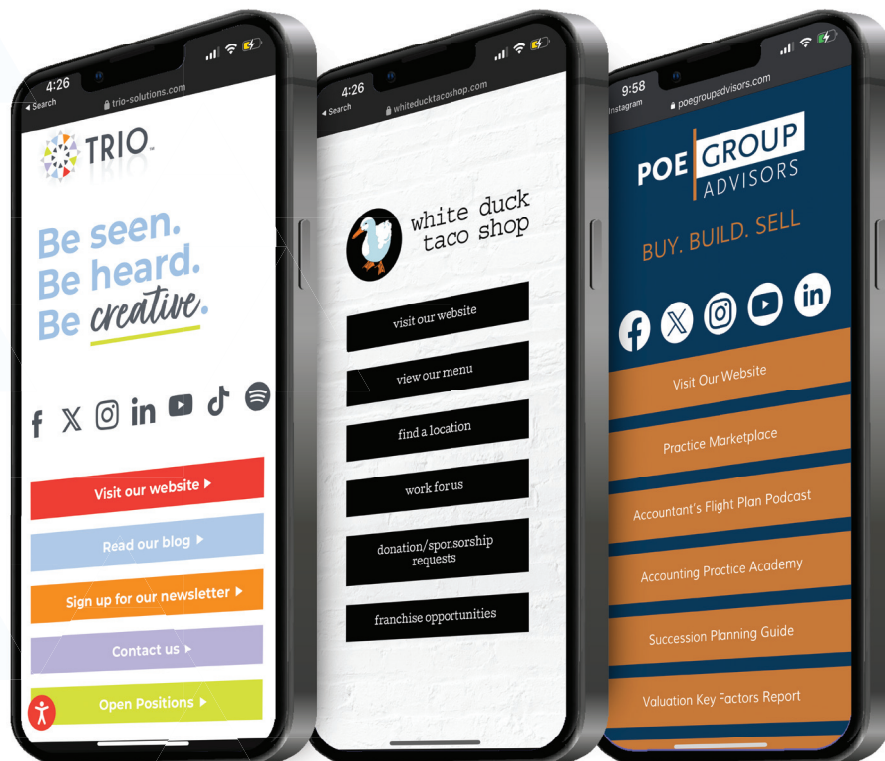 4:26
Search
trio-solutions.com
TRIO
Be seen.
Be heard.
Be creative.
Visit our website
Read our blog
Sign up for our newsletter
Contact us
Open Positions
4:26
Search
whiteducktacoshop.com
white duck
taco shop
visit our website
view our menu
find a location
work for us
donation/sponsorship
requests
franchise opportunities
9:58
Instagram
poegroupadvisors.com
POE GROUP
ADVISORS
BUY. BUILD. SELL
Visit Our Website
Practice Marketplace
Accountant's Flight Plan Podcast
Accounting Practice Academy
Succession Planning Guide
Valuation Key Factors Report